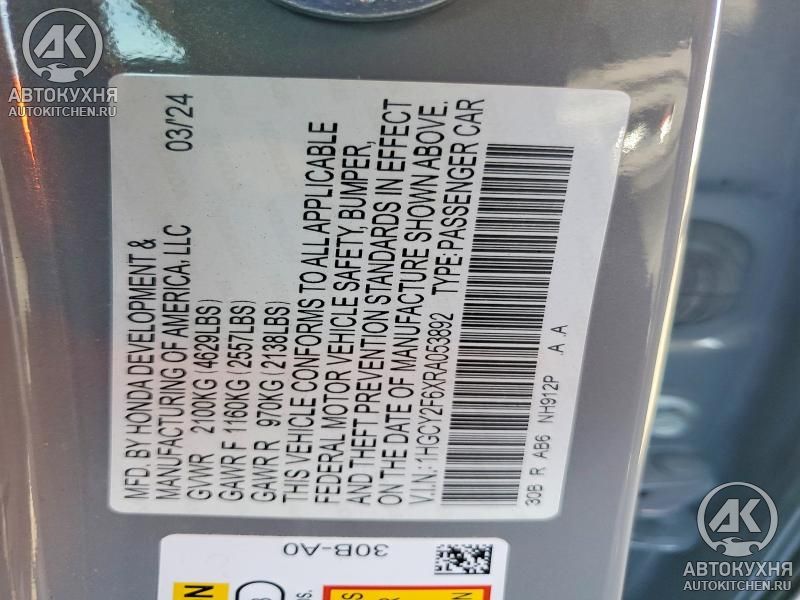 АВТОКУХНЯ
AUTOKITCHEN.RU
MFD. BY HONDA DEVELOPMENT &
MANUFACTURING OF AMERICA, LLC 03/24
GVWR 2100KG (4629LBS)
GAWR F 1160KG (2557LBS)
GAWR R 970KG (2138LBS)
THIS VEHICLE CONFORMS TO ALL APPLICABLE
FEDERAL MOTOR VEHICLE SAFETY, BUMPER,
AND THEFT PREVENTION STANDARDS IN EFFECT
ON THE DATE OF MANUFACTURE SHOWN ABOVE.
V.I.N.: 1HGCY2F6XRA053892 TYPE:PASSENGER CAR
30B R AB6 NH912P A .A
30B-A0
АВТОКУХНЯ
AUTOKITCHEN.RU